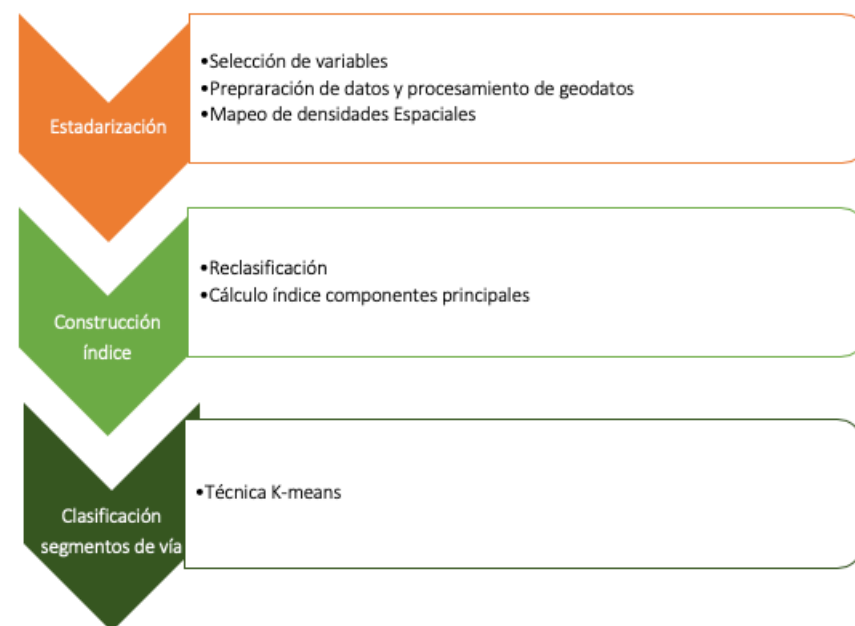 Estadarización
•Selección de variables
•Prepraración de datos y procesamiento de geodatos
•Mapeo de densidades Espaciales
Construcción
índice
•Reclasificación
•Cálculo índice componentes principales
Clasificación
segmentos de vía
•Técnica K-means